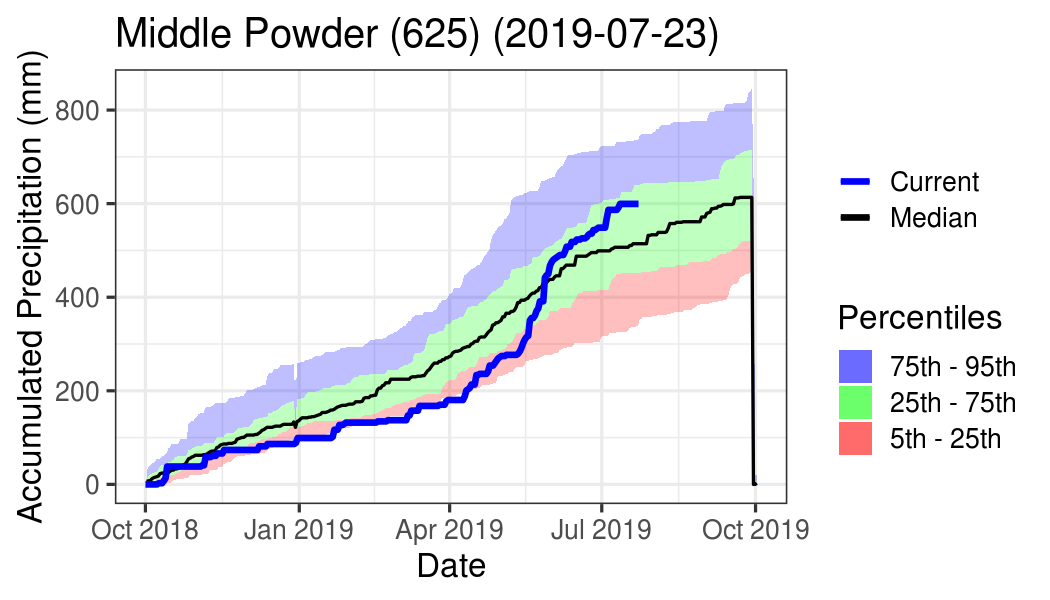 Middle Powder (625) (2019-07-23)
Accumulated Precipitation (mm)
800
600
400
200
0
Oct 2018
Jan 2019
Apr 2019
Jul 2019
Oct 2019
Date
Current
Median
Percentiles
75th - 95th
25th - 75th
5th - 25th